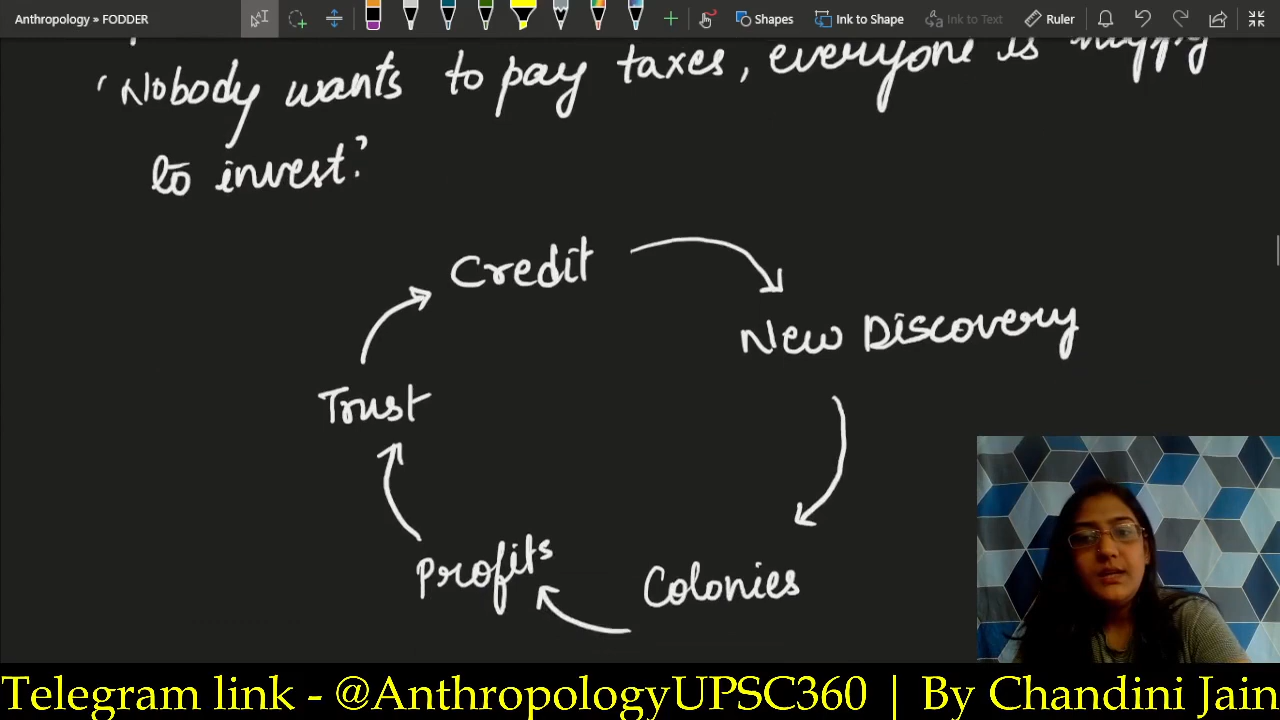 Anthropology » FODDER
Shapes
Ink to Shape
Ink to Text
Ruler
'Nobody wants to pay taxes, everyone is happy
to invest.'
Credit
New Discovery
Trust
Profits
Colonies
Telegram link - @AnthropologyUPSC360 | By Chandini Jain